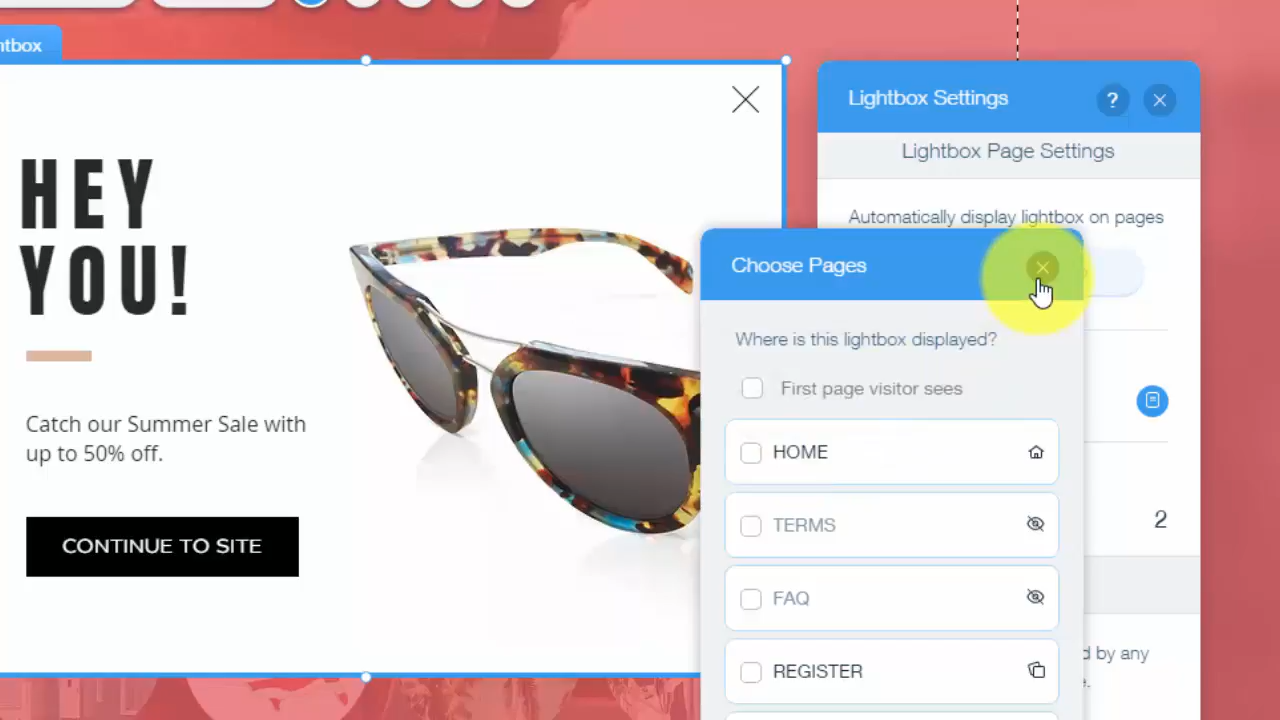 Lightbox Settings
?
Lightbox Page Settings
Automatically display lightbox on pages
HEY
YOU!
Catch our Summer Sale with
up to 50% off.
CONTINUE TO SITE
Choose Pages
Where is this lightbox displayed?
First page visitor sees
HOME
TERMS
FAQ
REGISTER
2
by any